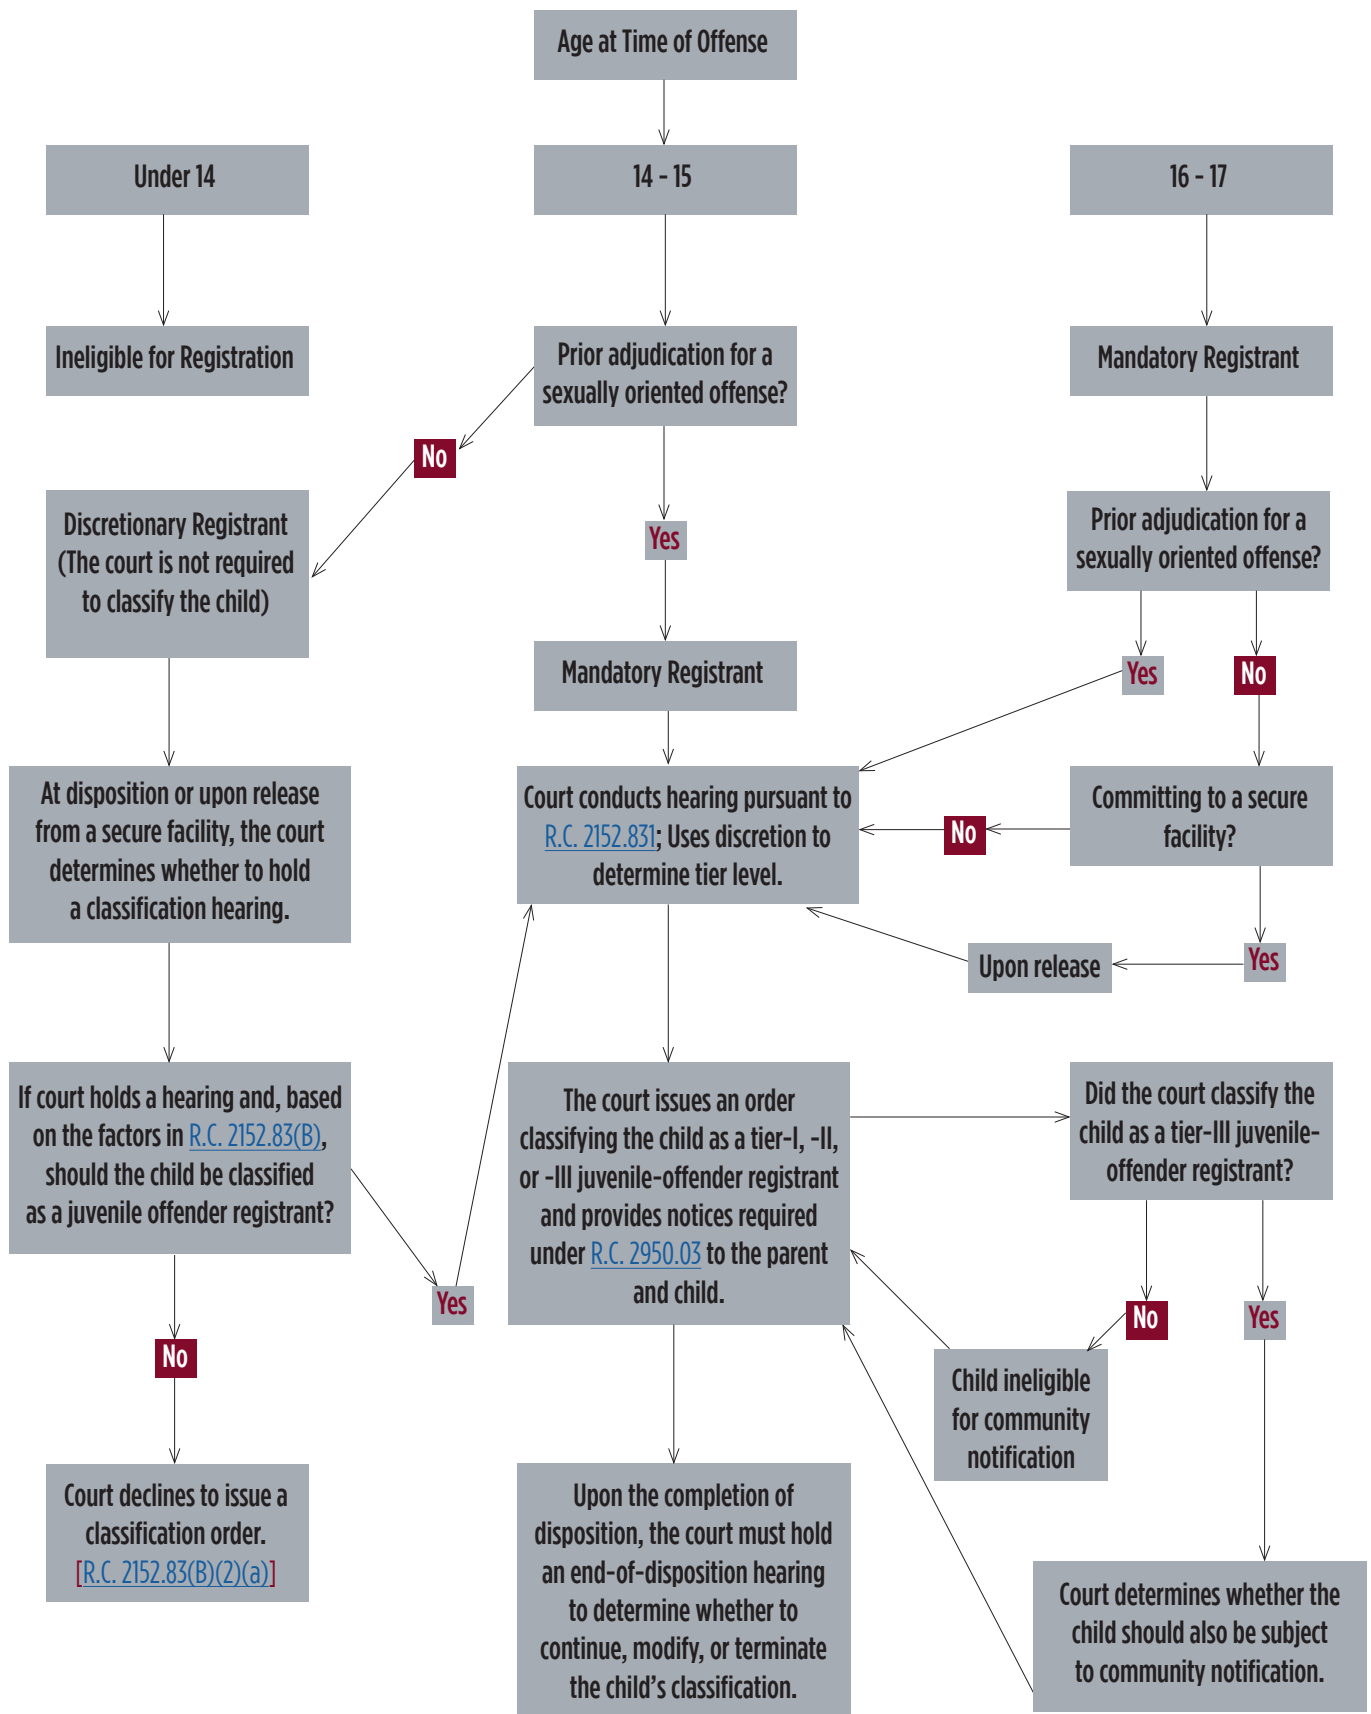 Age at Time of Offense
Under 14
14 - 15
16 - 17
Ineligible for Registration
Prior adjudication for a
sexually oriented offense?
Mandatory Registrant
No
Discretionary Registrant
(The court is not required
to classify the child)
Yes
Prior adjudication for a
sexually oriented offense?
Mandatory Registrant
Yes
No
At disposition or upon release
from a secure facility, the court
determines whether to hold
a classification hearing.
Court conducts hearing pursuant to
R.C. 2152.831; Uses discretion to
determine tier level.
No
Committing to a secure
facility?
Upon release
Yes
If court holds a hearing and, based
on the factors in R.C. 2152.83(B),
should the child be classified
as a juvenile offender registrant?
Yes
The court issues an order
classifying the child as a tier-I, -II,
or -III juvenile-offender registrant
and provides notices required
under R.C. 2950.03 to the parent
and child.
Did the court classify the
child as a tier-III juvenile-
offender registrant?
No
Yes
No
Child ineligible
for community
notification
Court declines to issue a
classification order.
[R.C. 2152.83(B)(2)(a)]
Upon the completion of
disposition, the court must hold
an end-of-disposition hearing
to determine whether to
continue, modify, or terminate
the child's classification.
Court determines whether the
child should also be subject
to community notification.